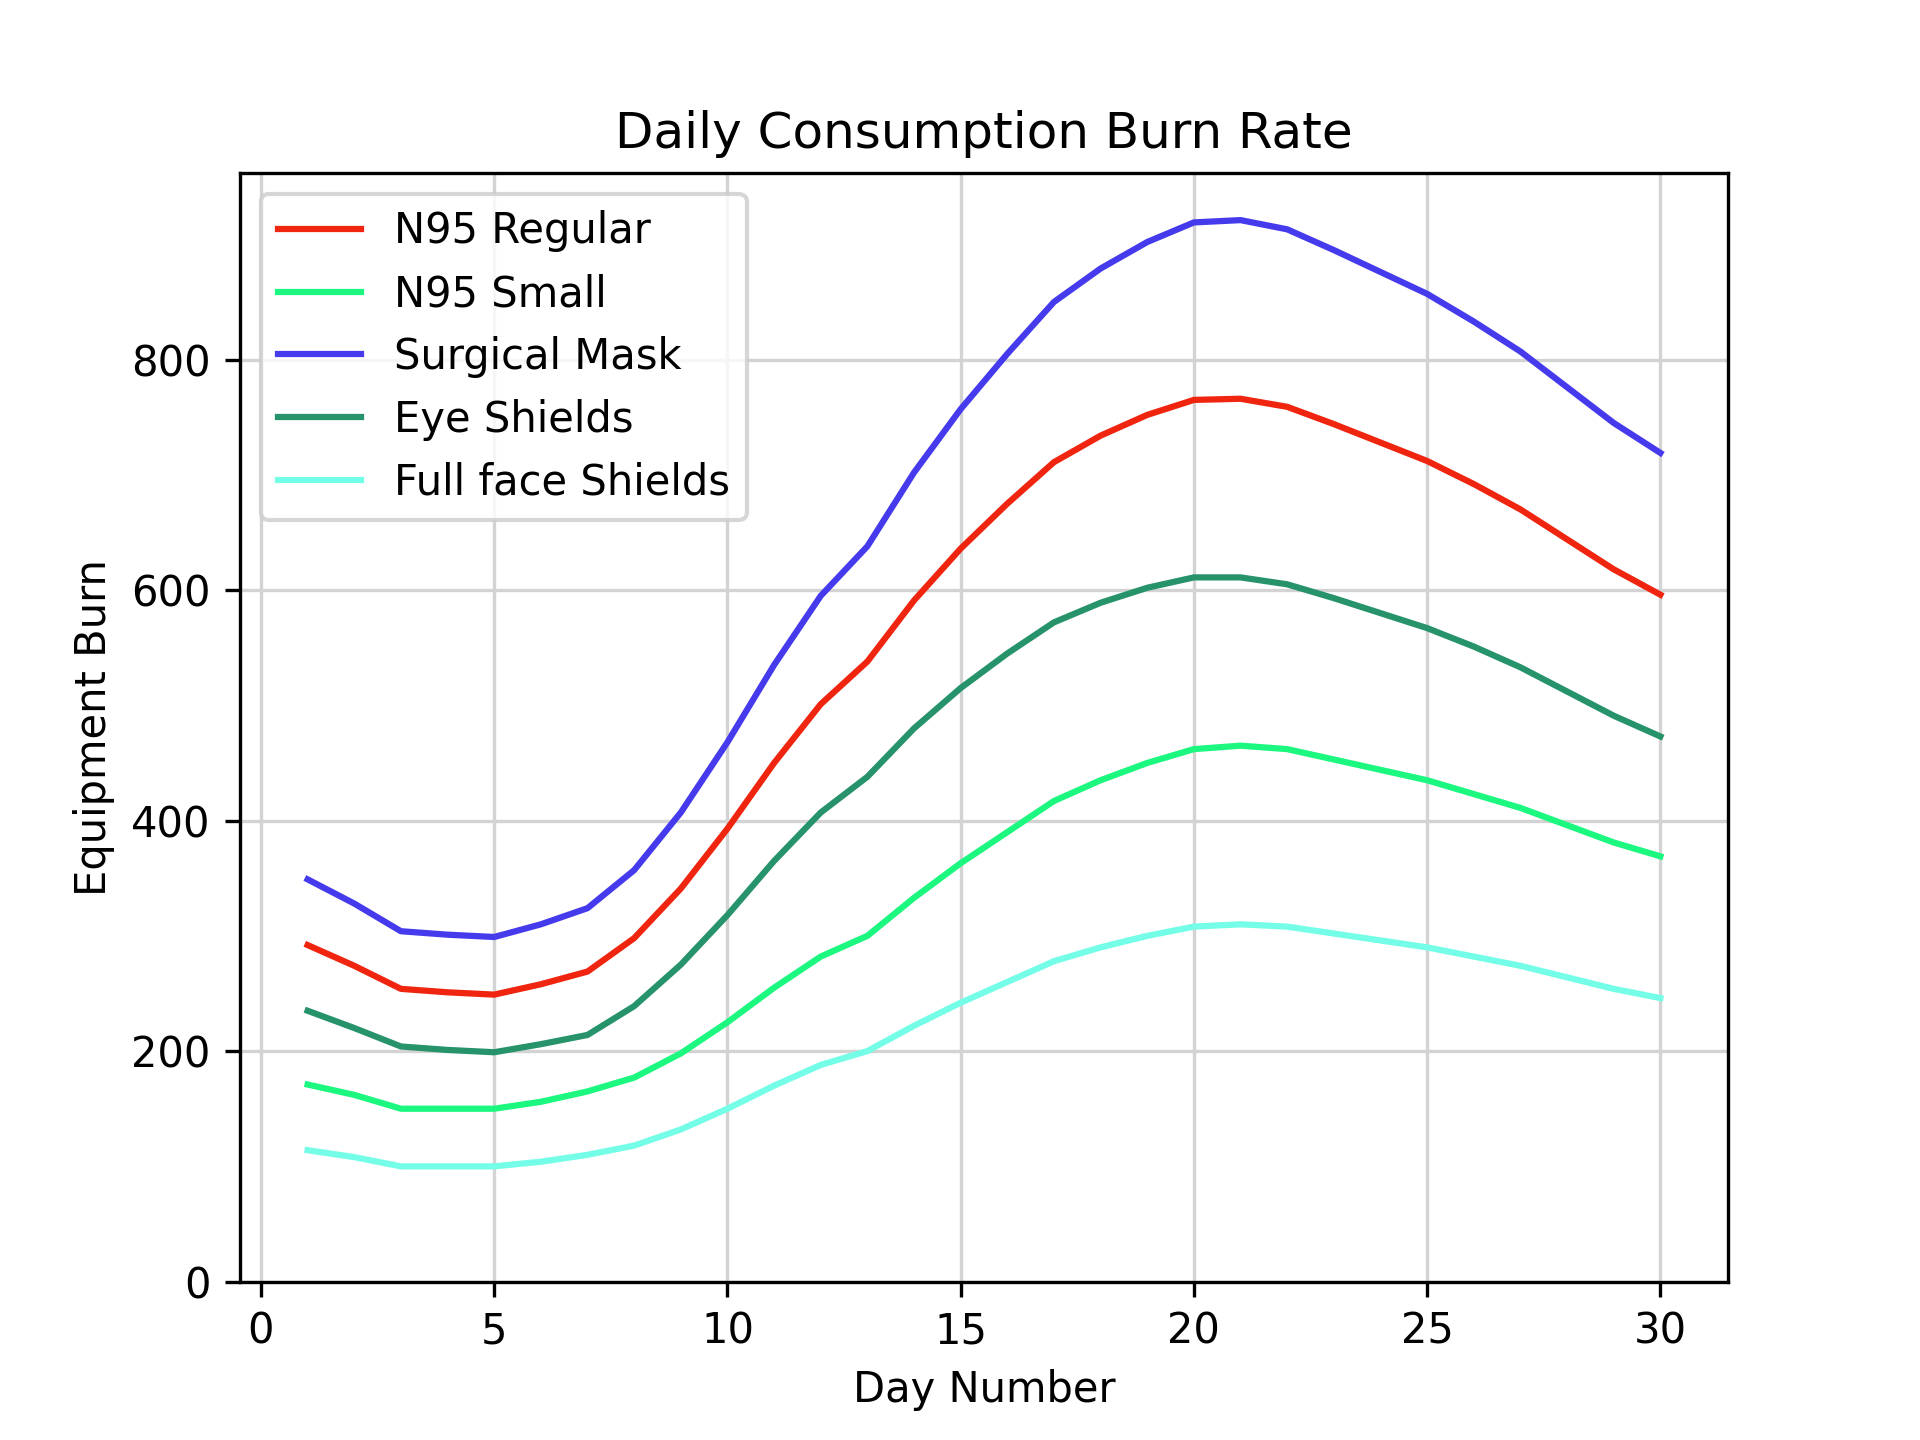 Daily Consumption Burn Rate
N95 Regular
N95 Small
Surgical Mask
Eye Shields
Full face Shields
Equipment Burn
800
600
400
200
0
0 5 10 15 20 25 30
Day Number